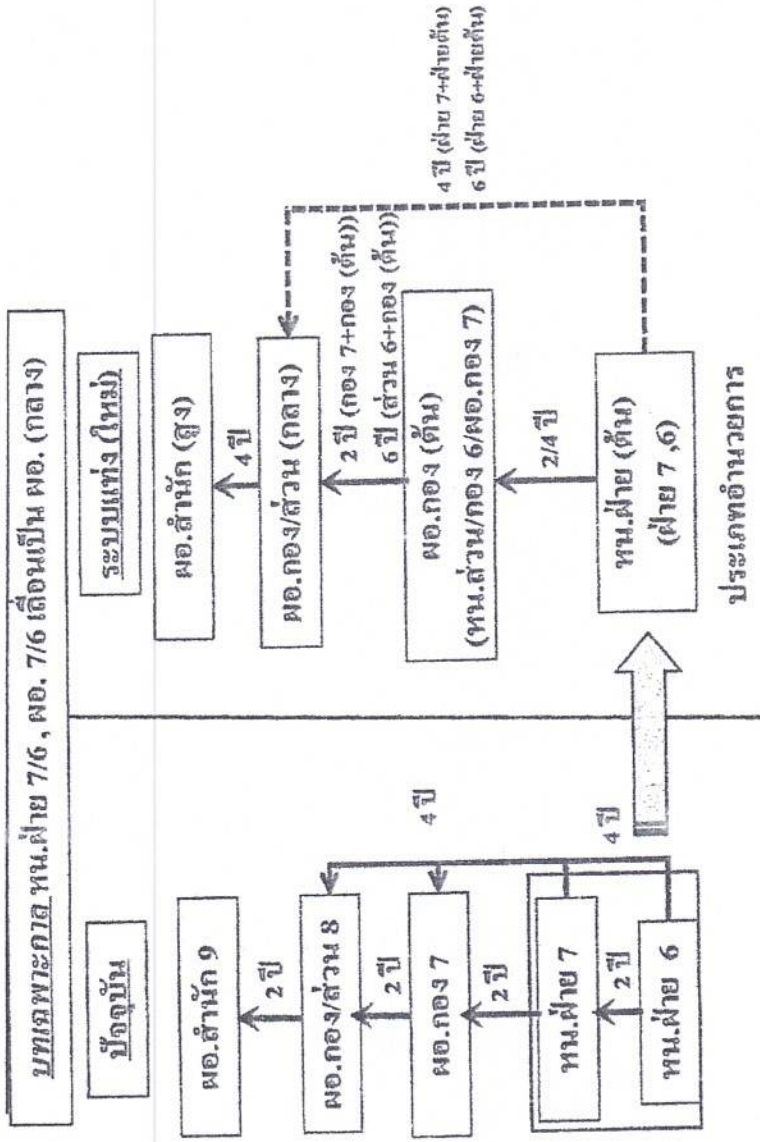 บทเฉพาะกาล หน.ฝ่าย 7/6 , ผอ. 7/6 เลื่อนเป็น ผอ. (กลาง)
ปัจจุบัน
ผอ.สำนัก 9
2 ปี
ผอ.กอง/ส่วน 8
2 ปี
ผอ.กอง 7
2 ปี
หน.ฝ่าย 7
2 ปี
หน.ฝ่าย 6
4 ปี
4 ปี
ระบบแท่ง (ใหม่)
ผอ.สำนัก (สูง)
4 ปี
ผอ.กอง/ส่วน (กลาง)
2 ปี (กอง 7+กอง (ต้น))
6 ปี (ส่วน 6+กอง (ต้น))
ผอ.กอง (ต้น)
(หน.ส่วน/กอง 6/ผอ.กอง 7)
2/4 ปี
หน.ฝ่าย (ต้น)
(ฝ่าย 7 ,6)
4 ปี (ฝ่าย 7+ฝ่ายต้น)
6 ปี (ฝ่าย 6+ฝ่ายต้น)
ประเภทอำนวยการ